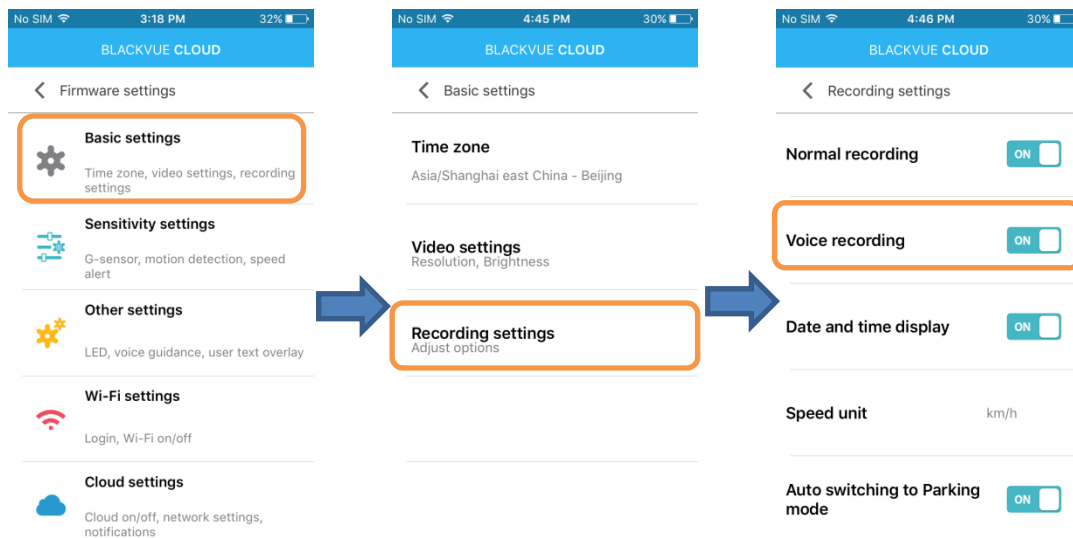 No SIM 3:18 PM 32%
BLACKVUE CLOUD
Firmware settings
Basic settings
Time zone, video settings, recording
settings
Sensitivity settings
G-sensor, motion detection, speed
alert
Other settings
LED, voice guidance, user text overlay
Wi-Fi settings
Login, Wi-Fi on/off
Cloud settings
Cloud on/off, network settings,
notifications
No SIM 4:45 PM 30%
BLACKVUE CLOUD
Basic settings
Time zone
Asia/Shanghai east China - Beijing
Video settings
Resolution, Brightness
Recording settings
Adjust options
No SIM 4:46 PM 30%
BLACKVUE CLOUD
Recording settings
Normal recording ON
Voice recording ON
Date and time display ON
Speed unit km/h
Auto switching to Parking
mode ON